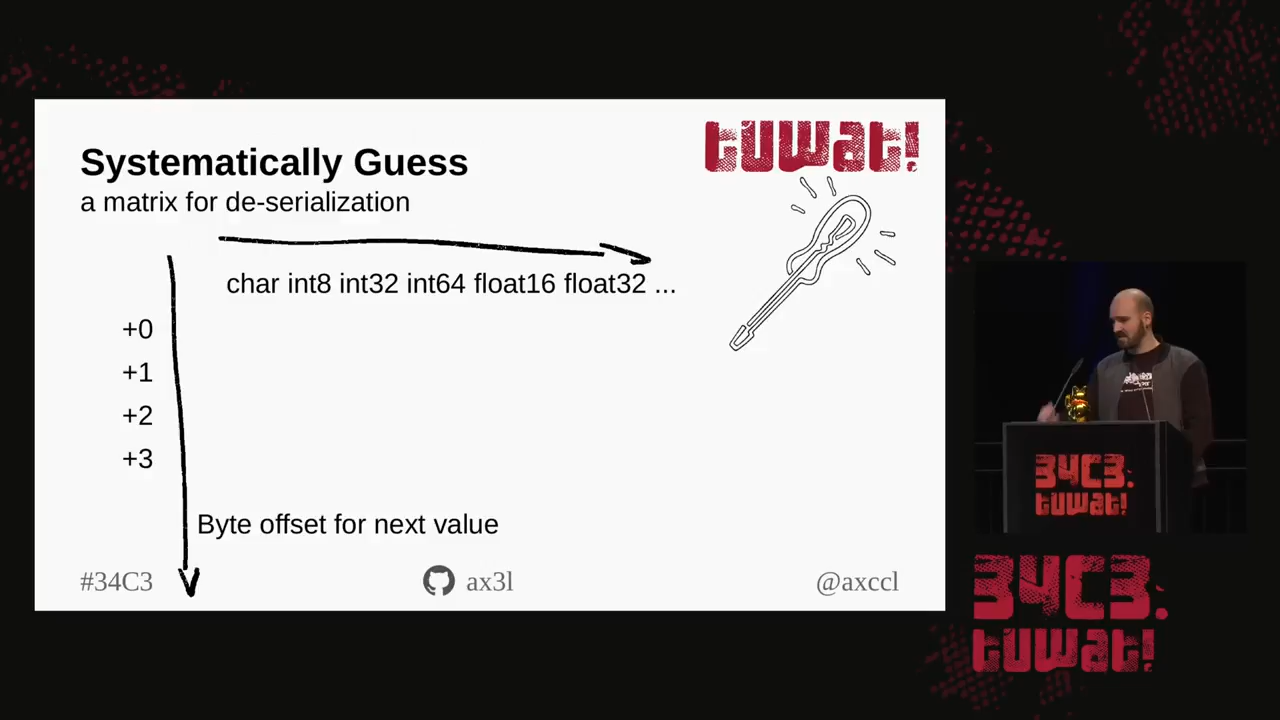 tuwat!
Systematically Guess
a matrix for de-serialization
char int8 int32 int64 float16 float32 ...
+0
+1
+2
+3
Byte offset for next value
#34C3
ax3l
@axccl
34C3.
tuwat!
34C3.
tuwat!